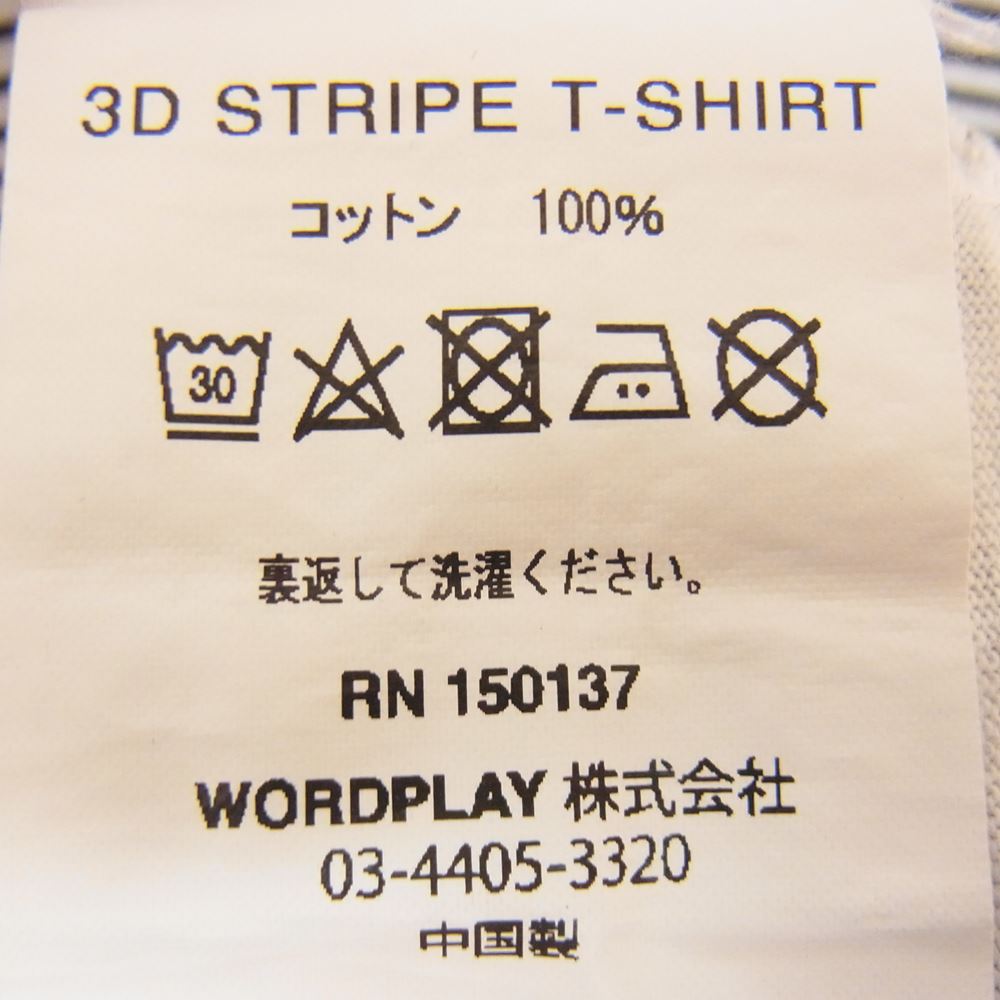 3D STRIPE T-SHIRT
コットン 100%
30
裏返して洗濯ください。
RN 150137
WORDPLAY 株式会社
03-4405-3320
中国製